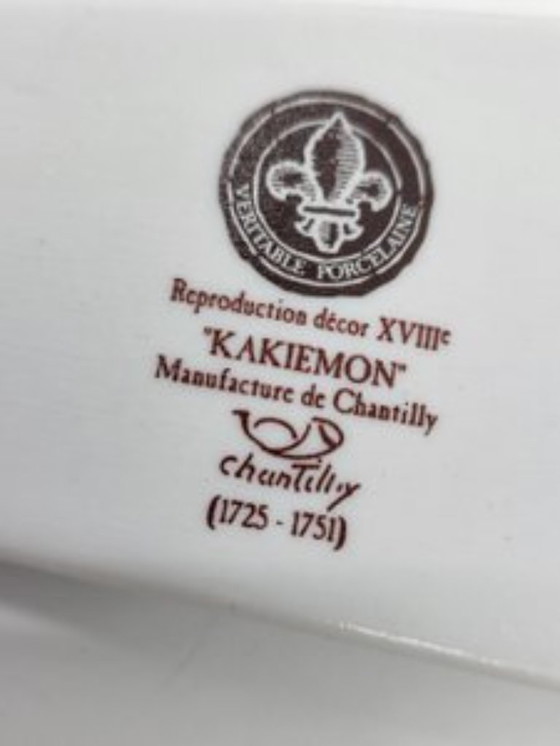 VERITABLE PORCELAINE
Reproduction décor XVIIIe
"KAKIEMON"
Manufacture de Chantilly
chantilly
(1725 - 1751)